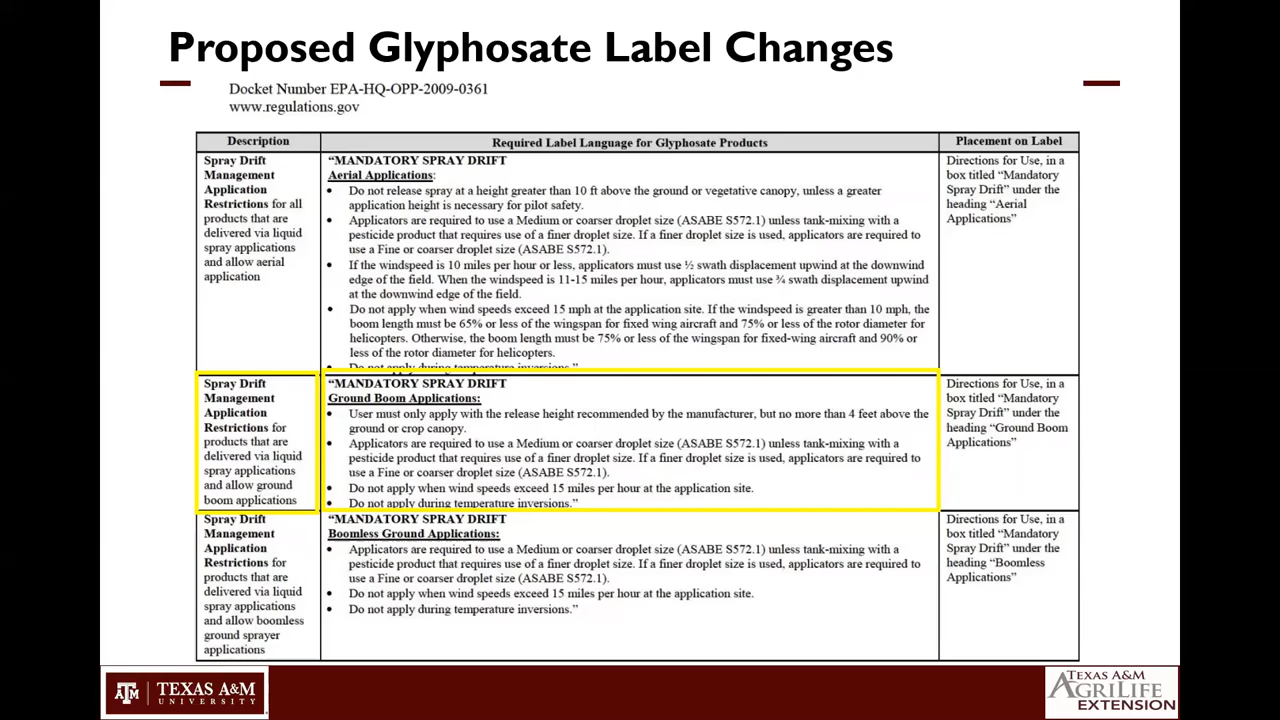 Proposed Glyphosate Label Changes
Docket Number EPA-HQ-OPP-2009-0361
www.regulations.gov
Description
Required Label Language for Glyphosate Products
Placement on Label
Spray Drift
Management
Application
Restrictions for all
products that are
delivered via liquid
spray applications
and allow aerial
application
“MANDATORY SPRAY DRIFT
Aerial Applications:
• Do not release spray at a height greater than 10 ft above the ground or vegetative canopy, unless a greater
application height is necessary for pilot safety.
• Applicators are required to use a Medium or coarser droplet size (ASABE S572.1) unless tank-mixing with a
pesticide product that requires use of a finer droplet size. If a finer droplet size is used, applicators are required to
use a Fine or coarser droplet size (ASABE S572.1).
• If the windspeed is 10 miles per hour or less, applicators must use ½ swath displacement upwind at the downwind
edge of the field. When the windspeed is 11-15 miles per hour, applicators must use ¾ swath displacement upwind
at the downwind edge of the field.
• Do not apply when wind speeds exceed 15 mph at the application site. If the windspeed is greater than 10 mph, the
boom length must be 65% or less of the wingspan for fixed wing aircraft and 75% or less of the rotor diameter for
helicopters. Otherwise, the boom length must be 75% or less of the wingspan for fixed-wing aircraft and 90% or
less of the rotor diameter for helicopters.
• Do not apply during temperature inversions.”
Directions for Use, in a
box titled “Mandatory
Spray Drift” under the
heading “Aerial
Applications”
Spray Drift
Management
Application
Restrictions for
products that are
delivered via liquid
spray applications
and allow ground
boom applications
“MANDATORY SPRAY DRIFT
Ground Boom Applications:
• User must only apply with the release height recommended by the manufacturer, but no more than 4 feet above the
ground or crop canopy.
• Applicators are required to use a Medium or coarser droplet size (ASABE S572.1) unless tank-mixing with a
pesticide product that requires use of a finer droplet size. If a finer droplet size is used, applicators are required to
use a Fine or coarser droplet size (ASABE S572.1).
• Do not apply when wind speeds exceed 15 miles per hour at the application site.
• Do not apply during temperature inversions.”
Directions for Use, in a
box titled “Mandatory
Spray Drift” under the
heading “Ground Boom
Applications”
Spray Drift
Management
Application
Restrictions for
products that are
delivered via liquid
spray applications
and allow boomless
ground sprayer
applications
“MANDATORY SPRAY DRIFT
Boomless Ground Applications:
• Applicators are required to use a Medium or coarser droplet size (ASABE S572.1) unless tank-mixing with a
pesticide product that requires use of a finer droplet size. If a finer droplet size is used, applicators are required to
use a Fine or coarser droplet size (ASABE S572.1).
• Do not apply when wind speeds exceed 15 miles per hour at the application site.
• Do not apply during temperature inversions.”
Directions for Use, in a
box titled “Mandatory
Spray Drift” under the
heading “Boomless
Applications”
ATM
TEXAS A&M
UNIVERSITY
TEXAS A&M
AGRILIFE
EXTENSION